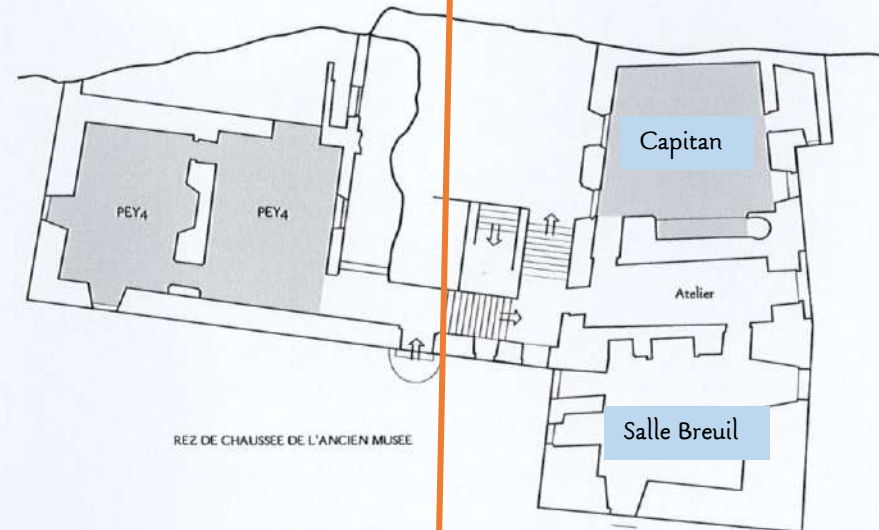 Capitan
PEY4
PEY4
Atelier
Salle Breuil
REZ DE CHAUSSEE DE L'ANCIEN MUSEE